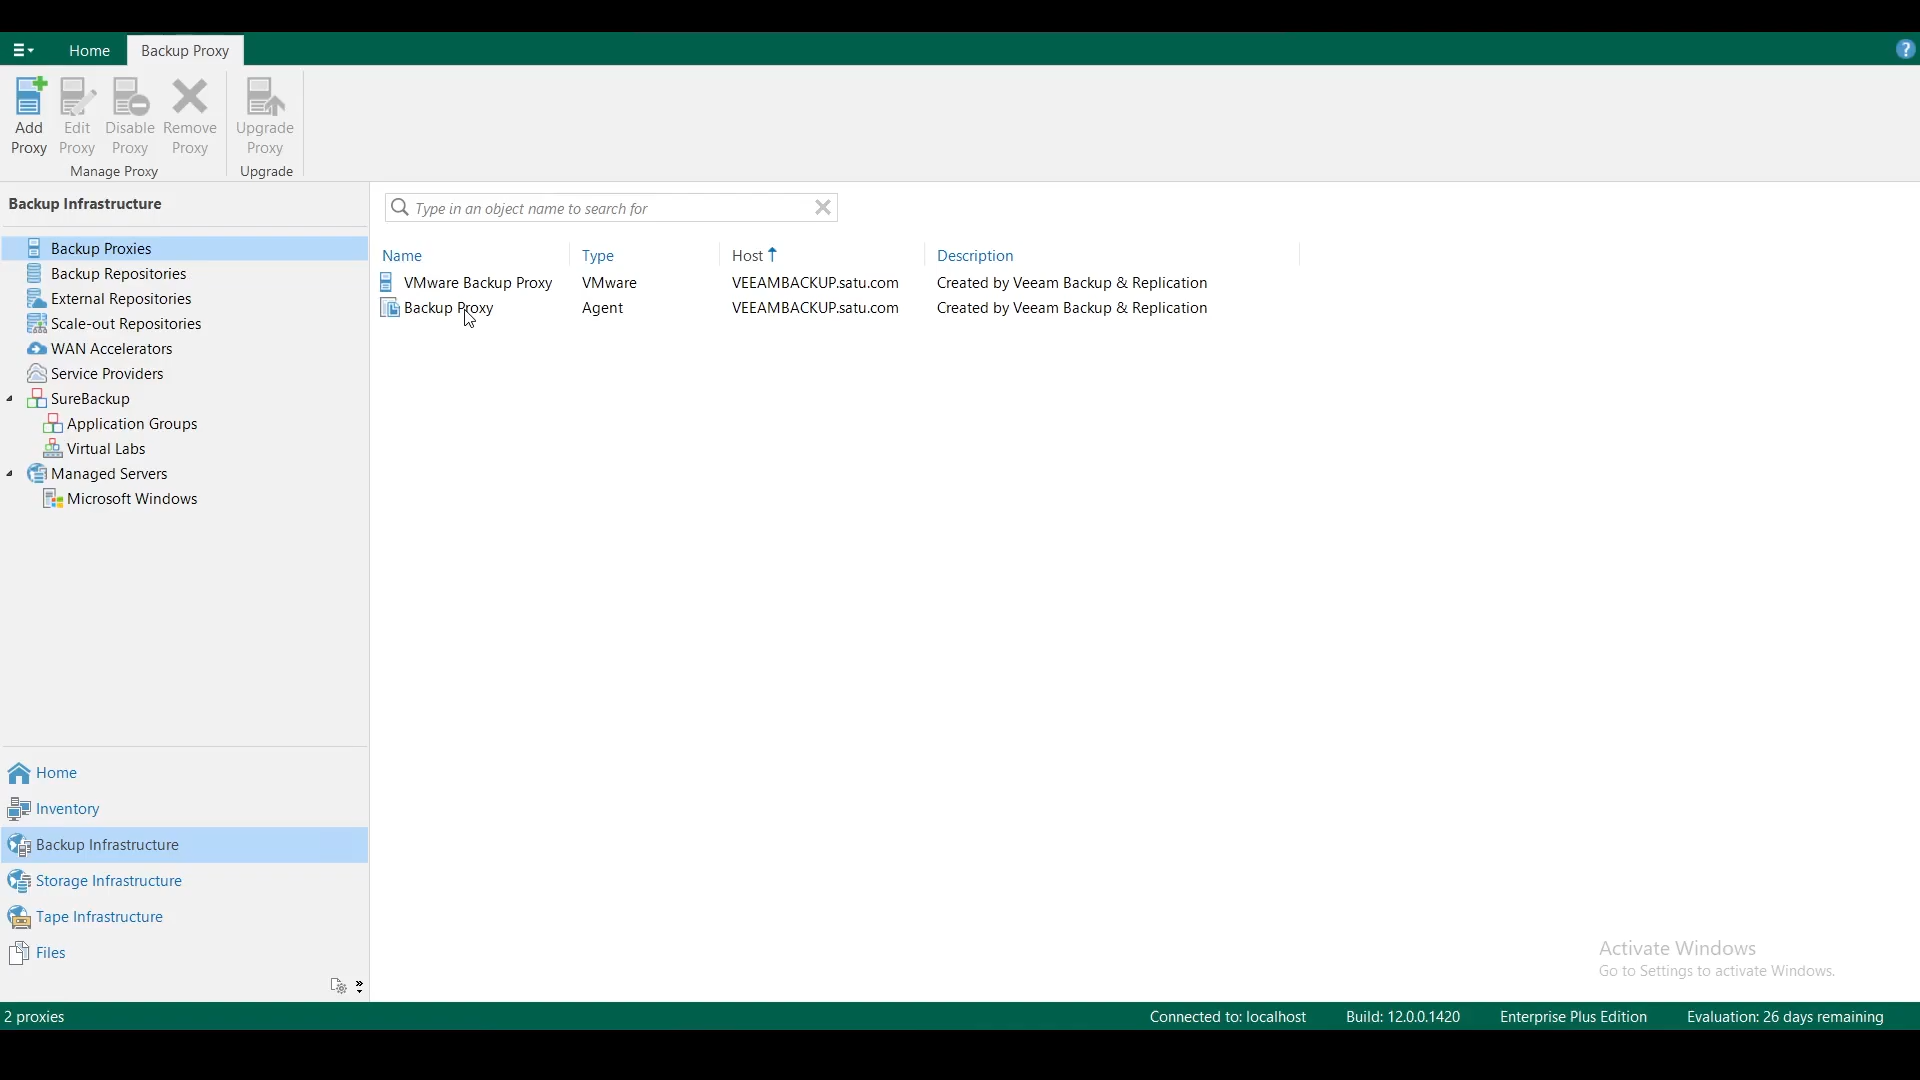 Home
Backup Proxy
Add Proxy
Edit Proxy
Disable Proxy
Remove Proxy
Upgrade Proxy
Manage Proxy
Upgrade
Backup Infrastructure
Type in an object name to search for
Backup Proxies
Backup Repositories
External Repositories
Scale-out Repositories
WAN Accelerators
Service Providers
SureBackup
Application Groups
Virtual Labs
Managed Servers
Microsoft Windows
Name Type Host Description
VMware Backup Proxy VMware VEEAMBACKUP.satu.com Created by Veeam Backup & Replication
Backup Proxy Agent VEEAMBACKUP.satu.com Created by Veeam Backup & Replication
Home
Inventory
Backup Infrastructure
Storage Infrastructure
Tape Infrastructure
Files
Activate Windows
Go to Settings to activate Windows.
2 proxies Connected to: localhost Build: 12.0.0.1420 Enterprise Plus Edition Evaluation: 26 days remaining